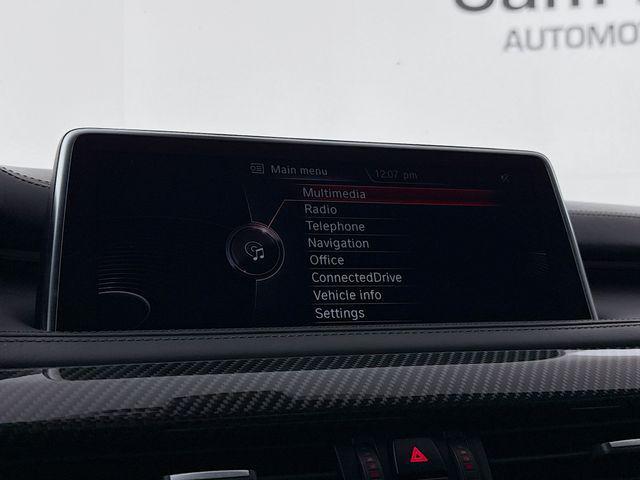 AUTOMO
Main menu
12:07 pm
Multimedia
Radio
Telephone
Navigation
Office
ConnectedDrive
Vehicle info
Settings